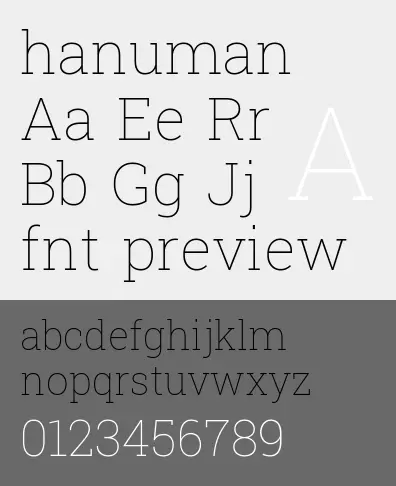 hanuman
Aa Ee Rr
A
Bb Gg Jj
fnt preview
abcdefghijklm
nopqrstuvwxyz
0123456789